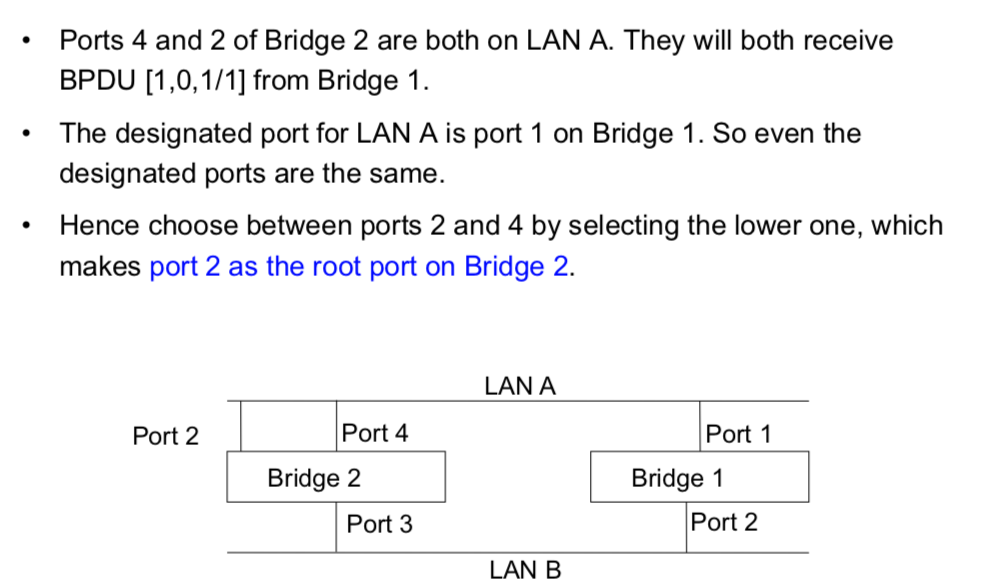 • Ports 4 and 2 of Bridge 2 are both on LAN A. They will both receive
BPDU [1,0,1/1] from Bridge 1.
• The designated port for LAN A is port 1 on Bridge 1. So even the
designated ports are the same.
• Hence choose between ports 2 and 4 by selecting the lower one, which
makes port 2 as the root port on Bridge 2.
LAN A
Port 2
Port 4
Port 1
Bridge 2
Bridge 1
Port 3
Port 2
LAN B